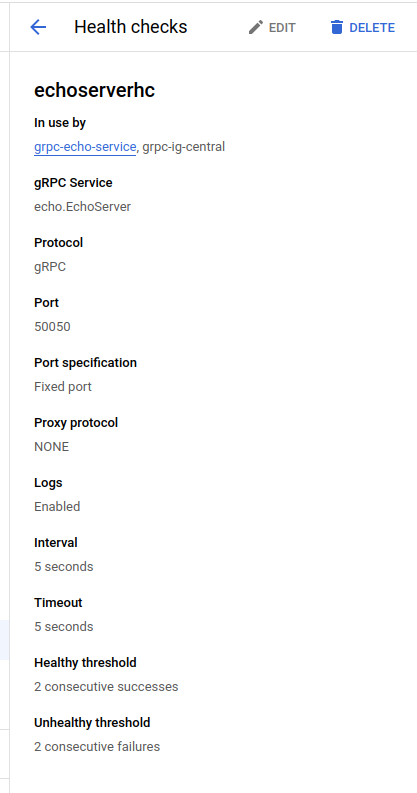 Health checks
EDIT
DELETE
echoserverhc
In use by
grpc-echo-service, grpc-ig-central
gRPC Service
echo.EchoServer
Protocol
gRPC
Port
50050
Port specification
Fixed port
Proxy protocol
NONE
Logs
Enabled
Interval
5 seconds
Timeout
5 seconds
Healthy threshold
2 consecutive successes
Unhealthy threshold
2 consecutive failures